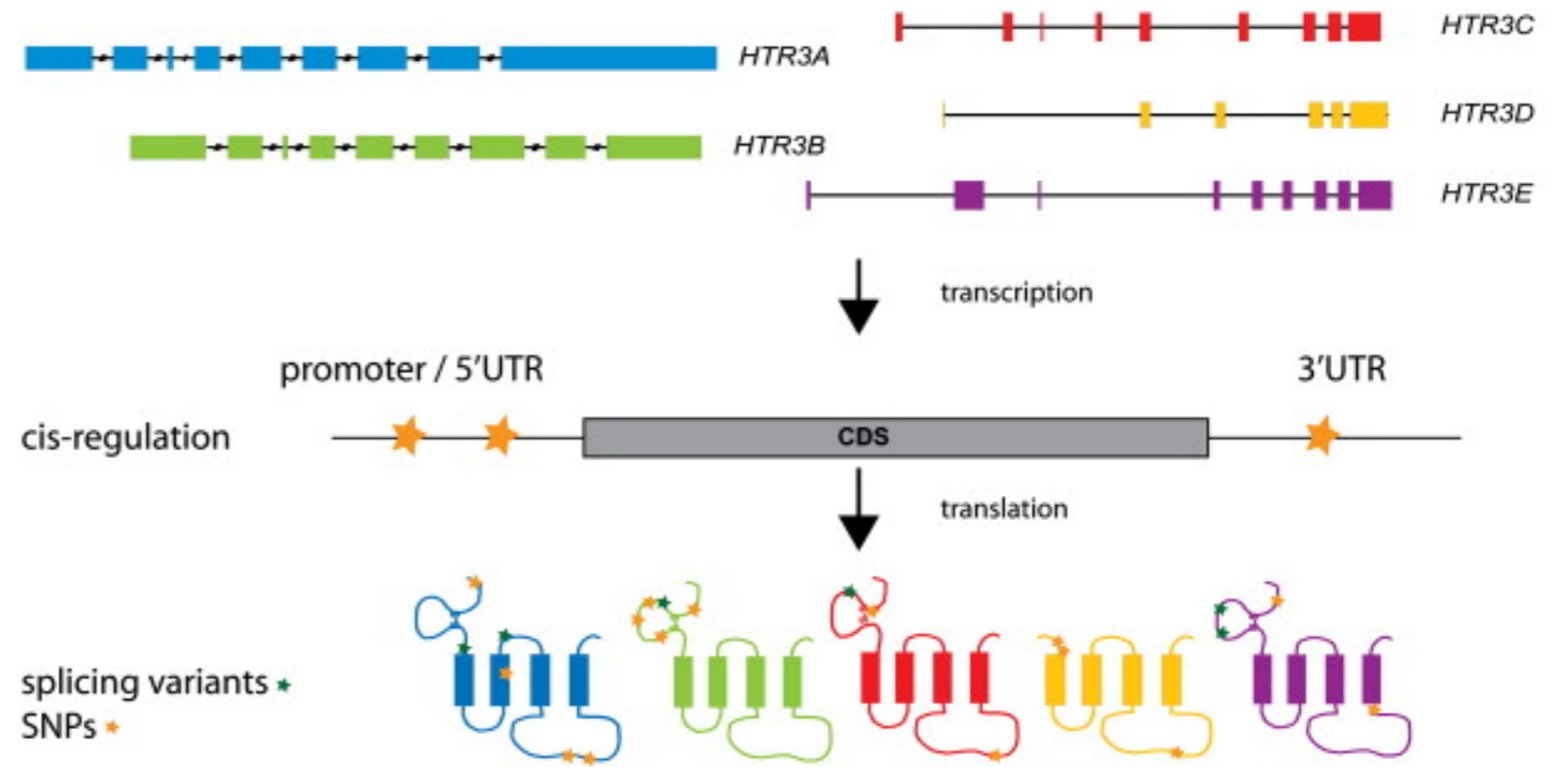 HTR3A
HTR3B
HTR3C
HTR3D
HTR3E
transcription
promoter / 5'UTR
3'UTR
cis-regulation
CDS
translation
splicing variants
SNPs